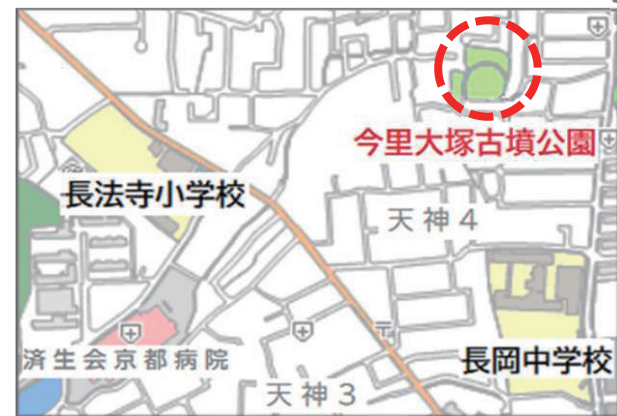 今里大塚古墳公園
長法寺小学校
天神4
済生会京都病院
長岡中学校
天神3